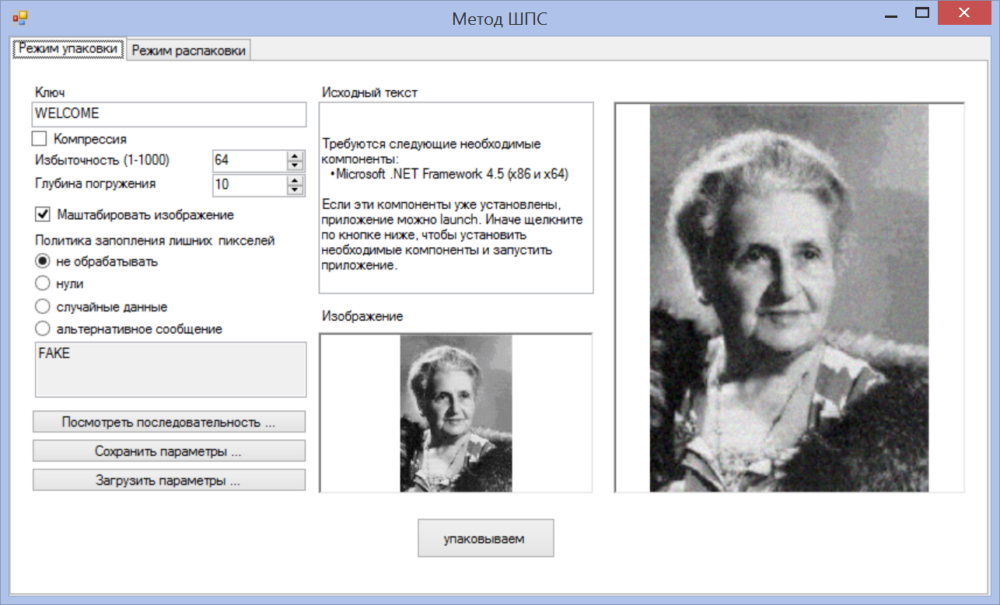 Метод ШПС
Режим упаковки
Режим распаковки
Ключ
WELCOME
Компрессия
Избыточность (1-1000)
64
Глубина погружения
10
Маштабировать изображение
Политика запопления лишних пикселей
не обрабатывать
нули
случайные данные
альтернативное сообщение
FAKE
Посмотреть последовательность ...
Сохранить параметры ...
Загрузить параметры ...
Исходный текст
Требуются следующие необходимые
компоненты:
•Microsoft .NET Framework 4.5 (x86 и x64)
Если эти компоненты уже установлены,
приложение можно launch. Иначе щелкните
по кнопке ниже, чтобы установить
необходимые компоненты и запустить
приложение.
Изображение
упаковываем